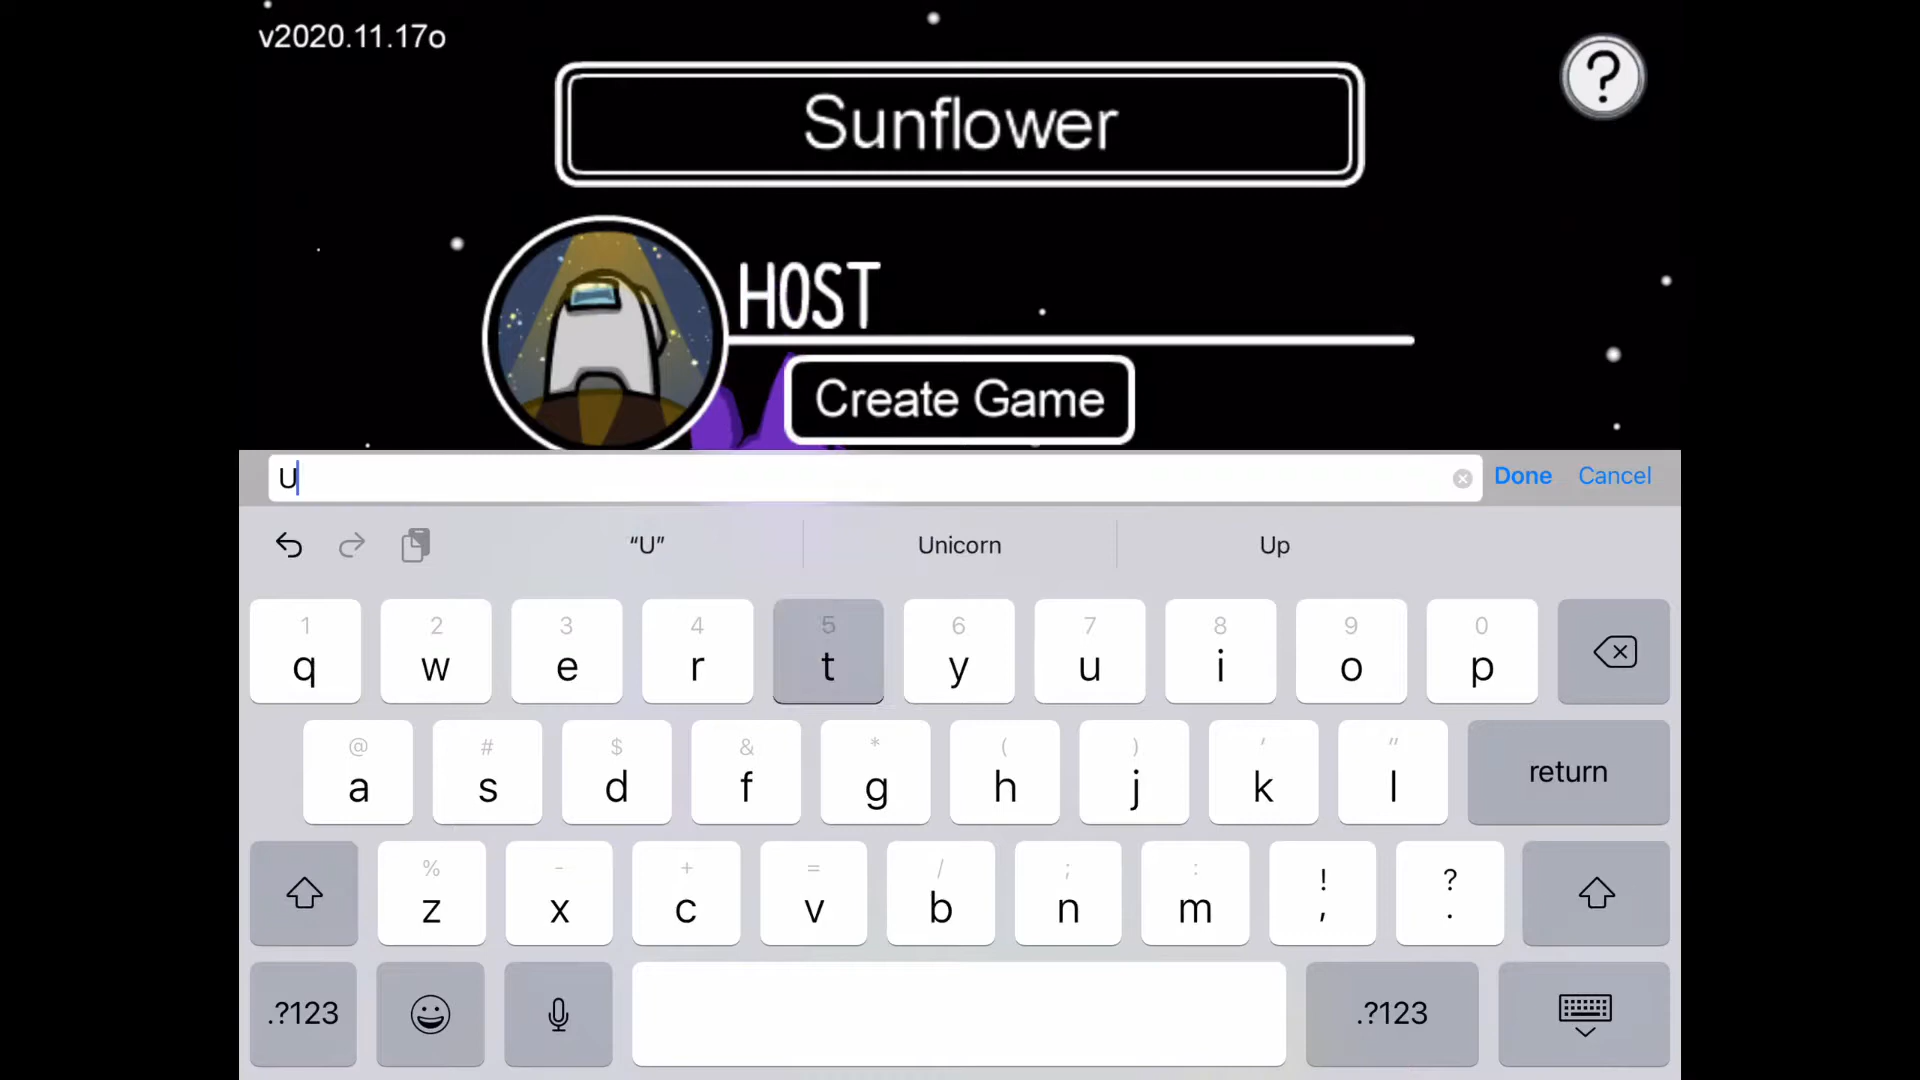 v2020.11.17o
?
Sunflower
HOST
Create Game
U
Done Cancel
“U” Unicorn Up
1 2 3 4 5 6 7 8 9 0
q w e r t y u i o p
@ # $ & * ( ) ' "
a s d f g h j k l return
% - + = / ; : ! ?
z x c v b n m , .
.?123 .?123